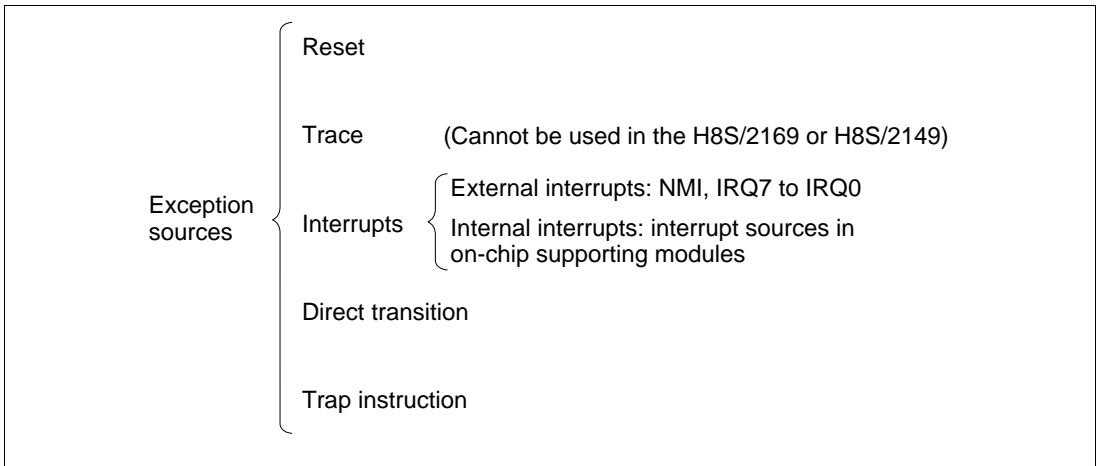 Reset
Trace (Cannot be used in the H8S/2169 or H8S/2149)
Exception
sources
Interrupts
External interrupts: NMI, IRQ7 to IRQ0
Internal interrupts: interrupt sources in
on-chip supporting modules
Direct transition
Trap instruction